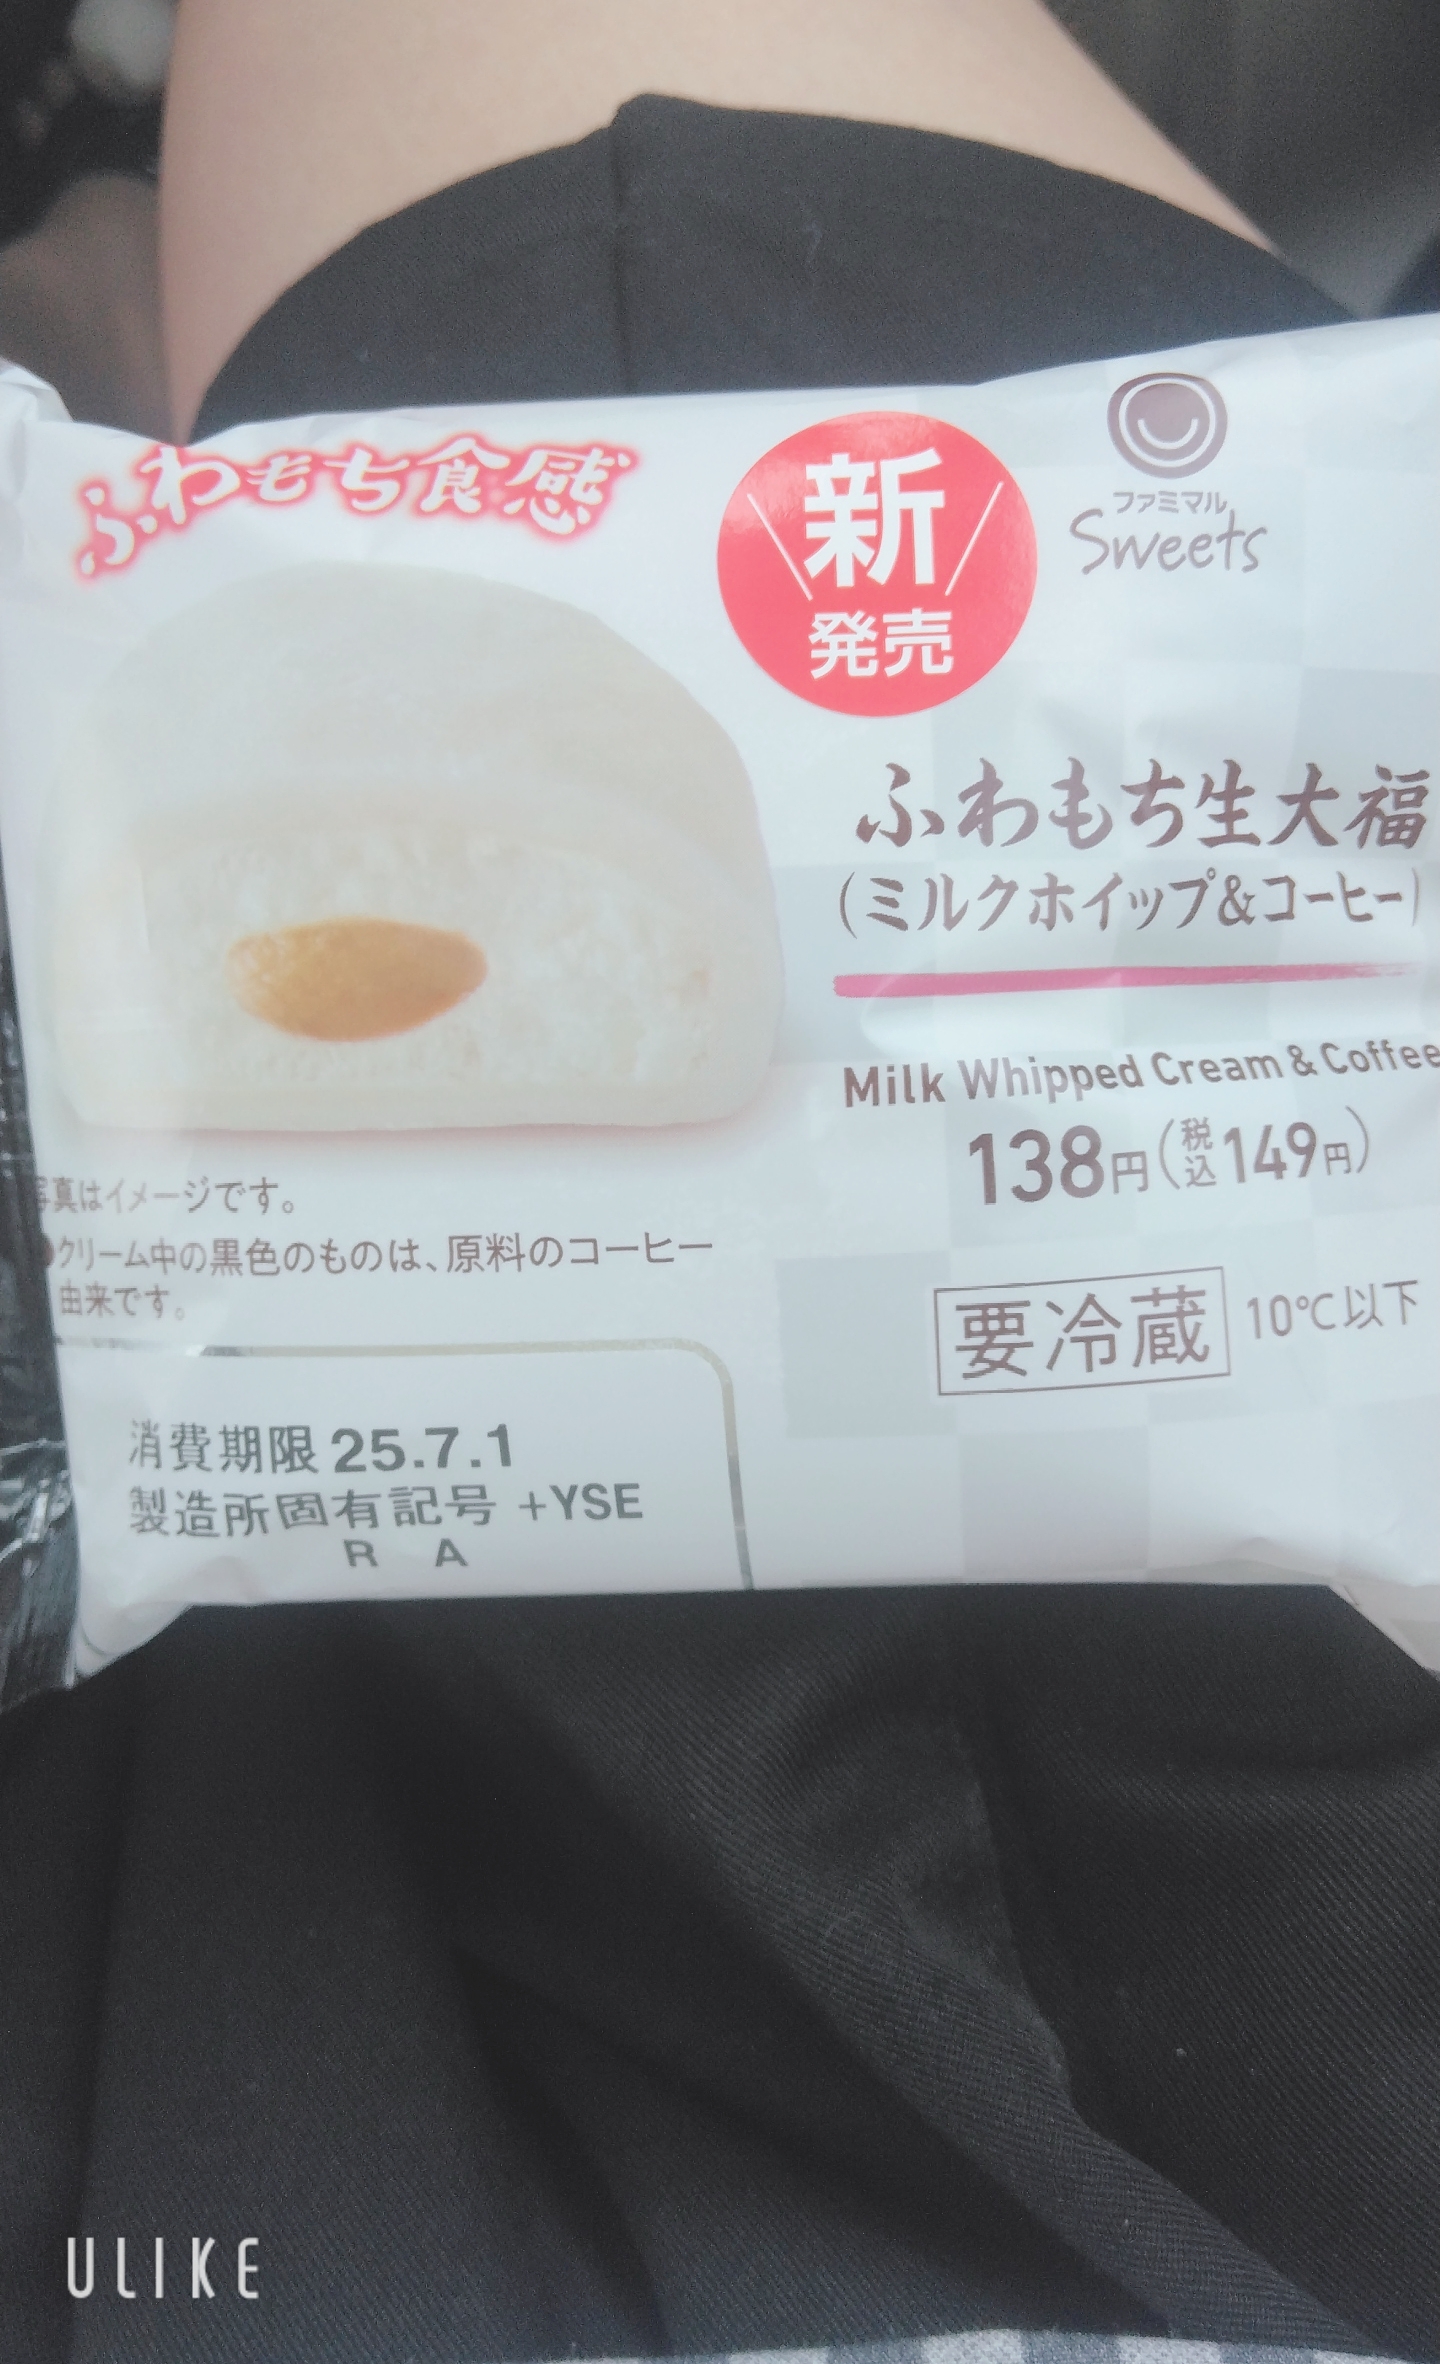 ふわもち食感
新
発売
ファミマル
Sweets
ふわもち生大福
(ミルクホイップ&コーヒー)
Milk Whipped Cream & Coffee
138円(税込149円)
写真はイメージです。
●クリーム中の黒色のものは、原料のコーヒー
由来です。
要冷蔵 10℃以下
消費期限 25.7.1
製造所固有記号 +YSE
R A
ULIKE